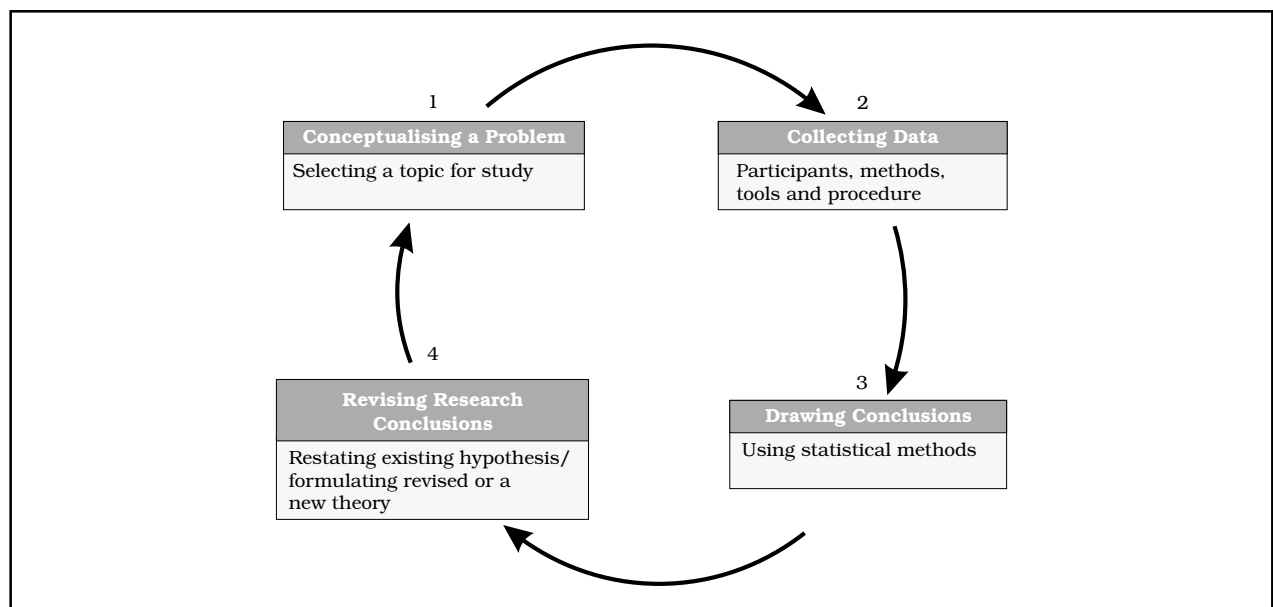 1
Conceptualising a Problem
Selecting a topic for study
2
Collecting Data
Participants, methods,
tools and procedure
3
Drawing Conclusions
Using statistical methods
4
Revising Research
Conclusions
Restating existing hypothesis/
formulating revised or a
new theory